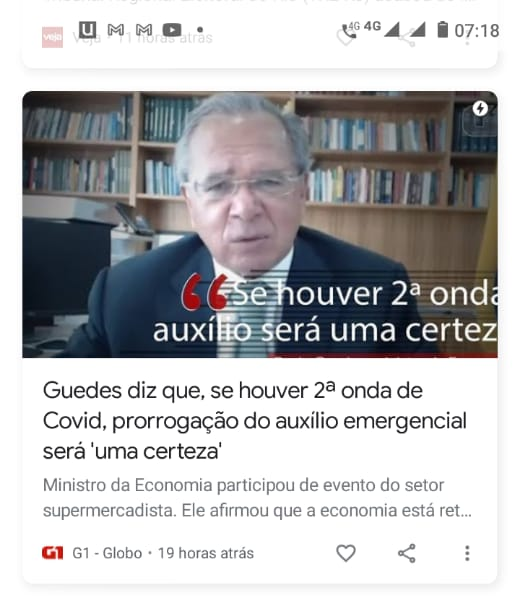 veja Veja • 11 horas atrás
4G 4G 07:18
“Se houver 2ª onda
auxílio será uma certez
Guedes diz que, se houver 2ª onda de
Covid, prorrogação do auxílio emergencial
será 'uma certeza'
Ministro da Economia participou de evento do setor
supermercadista. Ele afirmou que a economia está ret...
G1 G1 - Globo • 19 horas atrás